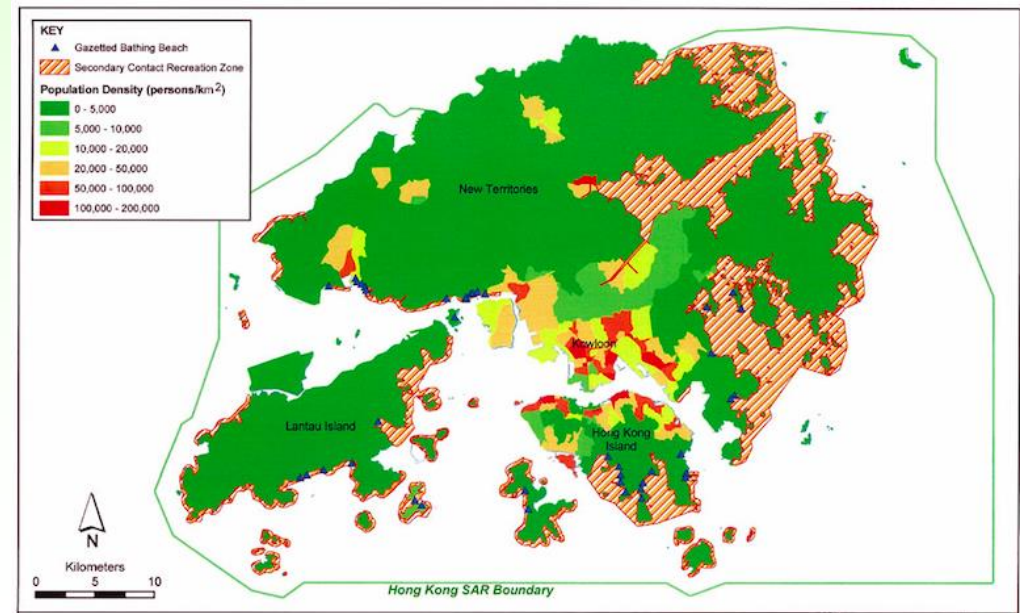 KEY
Gazetted Bathing Beach
Secondary Contact Recreation Zone
Population Density (persons/km2)
0 - 5,000
5,000 - 10,000
10,000 - 20,000
20,000 - 50,000
50,000 - 100,000
100,000 - 200,000
New Territories
Kowloon
Lantau Island
Hong Kong
Island
N
Kilometers
0 5 10
Hong Kong SAR Boundary